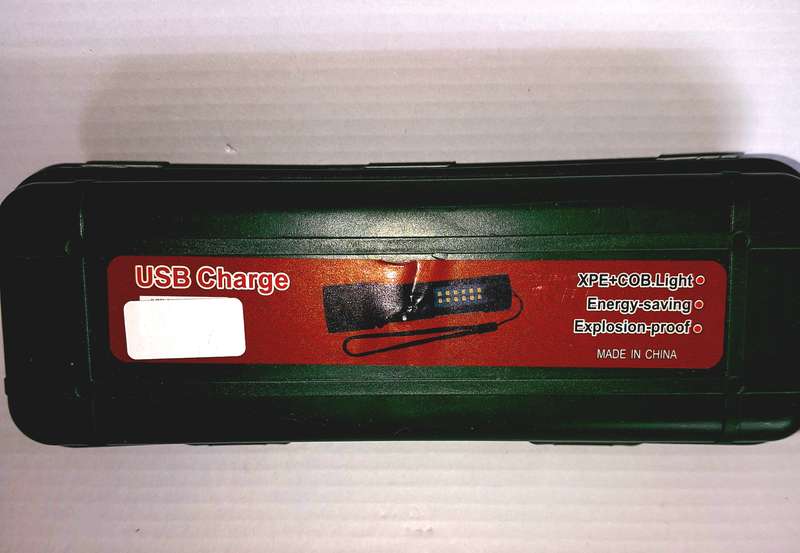 USB Charge
XPE+COB.Light
Energy-saving
Explosion-proof
MADE IN CHINA